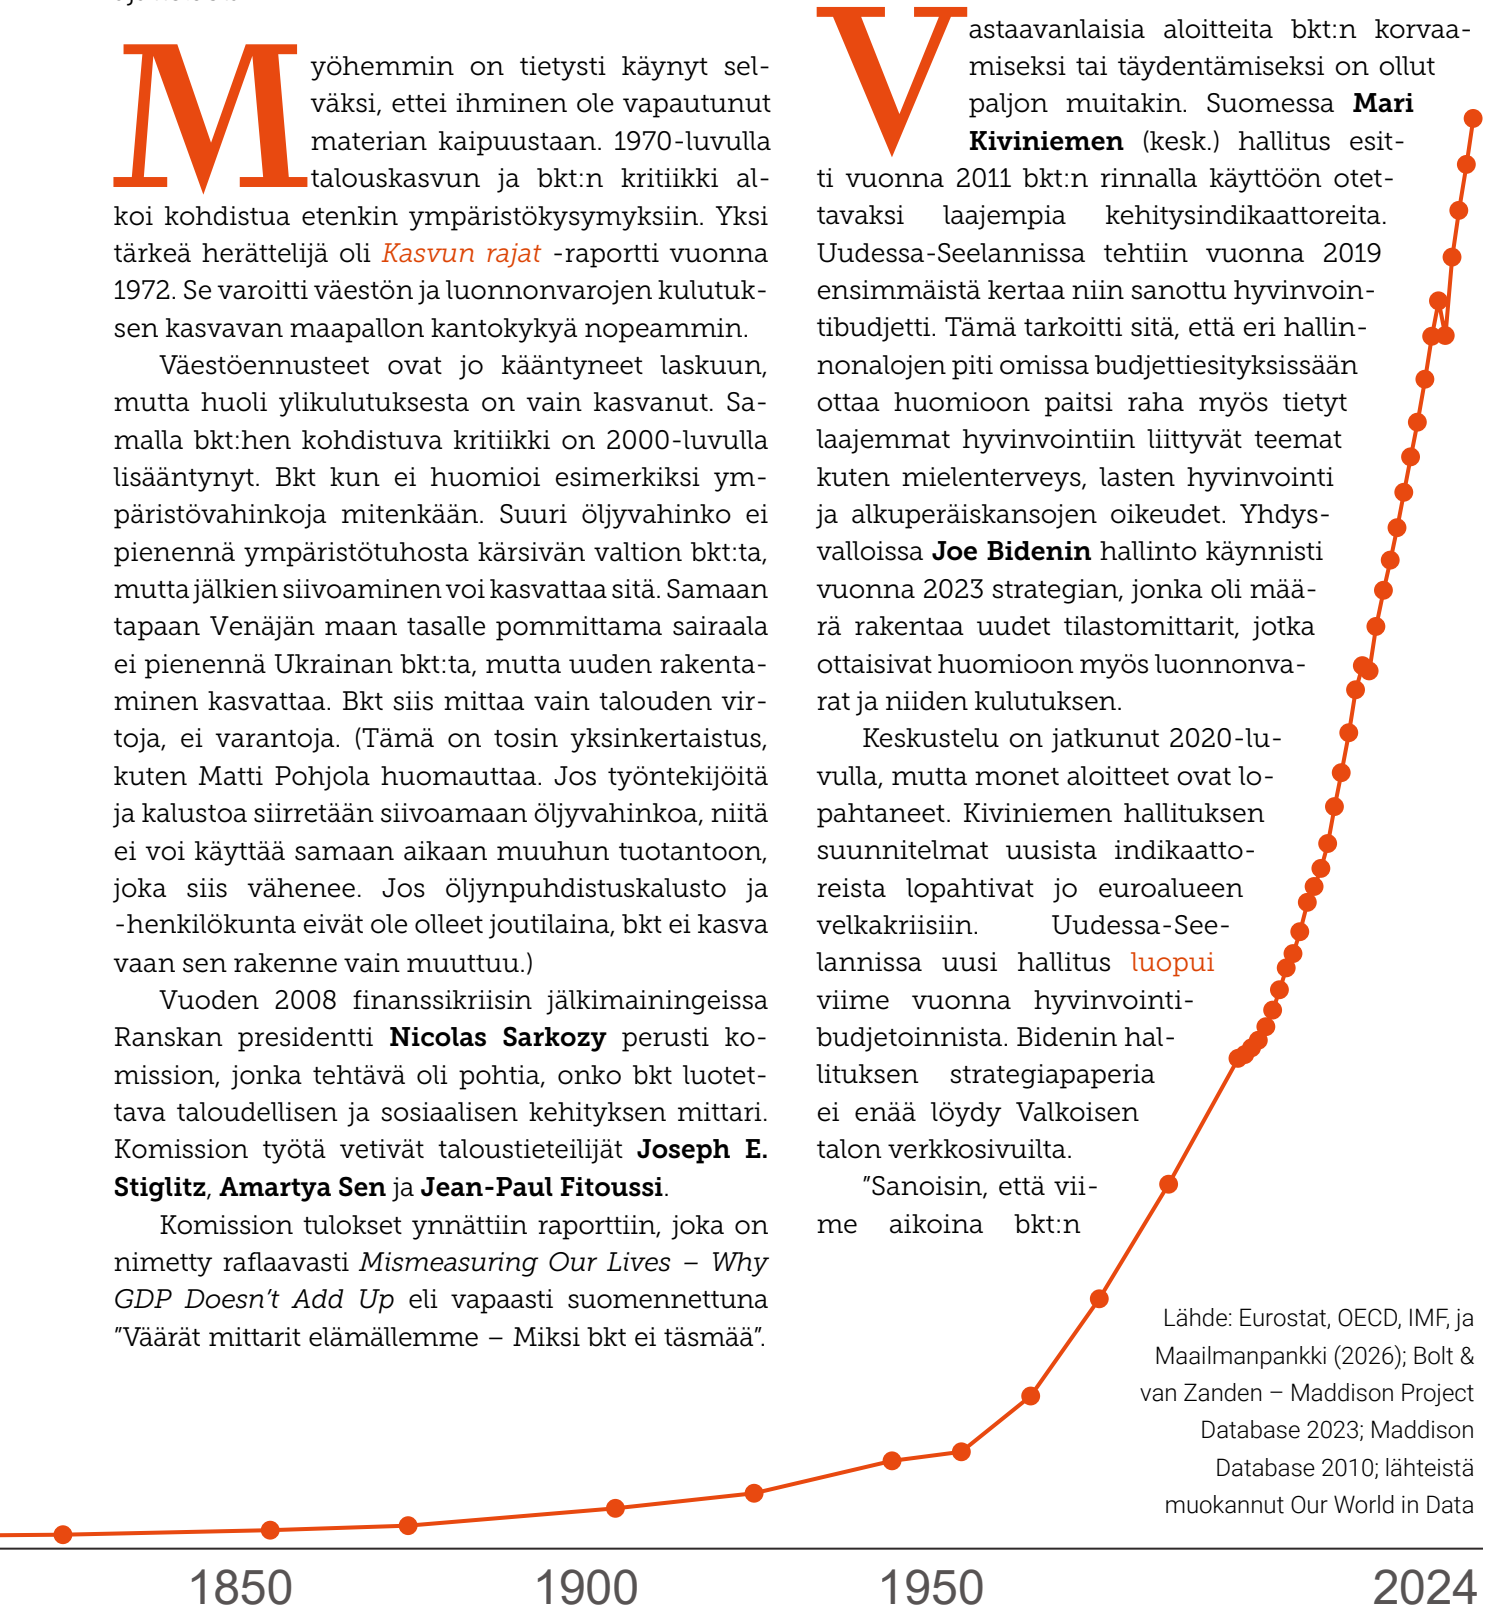 Myöhemmin on tietysti käynyt sel-
väksi, ettei ihminen ole vapautunut
materian kaipuustaan. 1970-luvulla
talouskasvun ja bkt:n kritiikki al-
koi kohdistua etenkin ympäristökysymyksiin. Yksi
tärkeä herättelijä oli Kasvun rajat -raportti vuonna
1972. Se varoitti väestön ja luonnonvarojen kulutuk-
sen kasvavan maapallon kantokykyä nopeammin.
Väestöennusteet ovat jo kääntyneet laskuun,
mutta huoli ylikulutuksesta on vain kasvanut. Sa-
malla bkt:hen kohdistuva kritiikki on 2000-luvulla
lisääntynyt. Bkt kun ei huomioi esimerkiksi ym-
päristövahinkoja mitenkään. Suuri öljyvahinko ei
pienennä ympäristötuhosta kärsivän valtion bkt:ta,
mutta jälkien siivoaminen voi kasvattaa sitä. Samaan
tapaan Venäjän maan tasalle pommittama sairaala
ei pienennä Ukrainan bkt:ta, mutta uuden rakenta-
minen kasvattaa. Bkt siis mittaa vain talouden vir-
toja, ei varantoja. (Tämä on tosin yksinkertaistus,
kuten Matti Pohjola huomauttaa. Jos työntekijöitä
ja kalustoa siirretään siivoamaan öljyvahinkoa, niitä
ei voi käyttää samaan aikaan muuhun tuotantoon,
joka siis vähenee. Jos öljynpuhdistuskalusto ja
-henkilökunta eivät ole olleet joutilaina, bkt ei kasva
vaan sen rakenne vain muuttuu.)
Vuoden 2008 finanssikriisin jälkimainingeissa
Ranskan presidentti Nicolas Sarkozy perusti ko-
mission, jonka tehtävä oli pohtia, onko bkt luotet-
tava taloudellisen ja sosiaalisen kehityksen mittari.
Komission työtä vetivät taloustieteilijät Joseph E.
Stiglitz, Amartya Sen ja Jean-Paul Fitoussi.
Komission tulokset ynnättiin raporttiin, joka on
nimetty raflaavasti Mismeasuring Our Lives – Why
GDP Doesn't Add Up eli vapaasti suomennettuna
"Väärät mittarit elämällemme – Miksi bkt ei täsmää".
Vastaavanlaisia aloitteita bkt:n korvaa-
miseksi tai täydentämiseksi on ollut
paljon muitakin. Suomessa Mari
Kiviniemen (kesk.) hallitus esit-
ti vuonna 2011 bkt:n rinnalla käyttöön otet-
tavaksi laajempia kehitysindikaattoreita.
Uudessa-Seelannissa tehtiin vuonna 2019
ensimmäistä kertaa niin sanottu hyvinvoin-
tibudjetti. Tämä tarkoitti sitä, että eri hallin-
nonalojen piti omissa budjettiesityksissään
ottaa huomioon paitsi raha myös tietyt
laajemmat hyvinvointiin liittyvät teemat
kuten mielenterveys, lasten hyvinvointi
ja alkuperäiskansojen oikeudet. Yhdys-
valloissa Joe Bidenin hallinto käynnisti
vuonna 2023 strategian, jonka oli mää-
rä rakentaa uudet tilastomittarit, jotka
ottaisivat huomioon myös luonnonva-
rat ja niiden kulutuksen.
Keskustelu on jatkunut 2020-lu-
vulla, mutta monet aloitteet ovat lo-
pahtaneet. Kiviniemen hallituksen
suunnitelmat uusista indikaatto-
reista lopahtivat jo euroalueen
velkakriisiin. Uudessa-See-
lannissa uusi hallitus luopui
viime vuonna hyvinvointi-
budjetoinnista. Bidenin hal-
lituksen strategiapaperia
ei enää löydy Valkoisen
talon verkkosivuilta.
"Sanoisin, että vii-
me aikoina bkt:n
Lähde: Eurostat, OECD, IMF, ja
Maailmanpankki (2026); Bolt &
van Zanden – Maddison Project
Database 2023; Maddison
Database 2010; lähteistä
muokannut Our World in Data
1850
1900
1950
2024